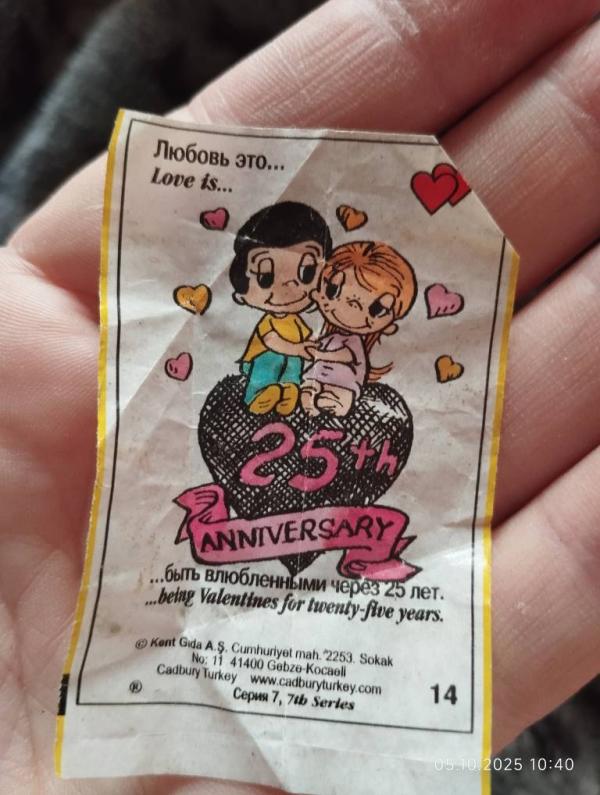 Любовь это...
Love is...
25th
ANNIVERSARY
...быть влюбленными через 25 лет.
...being Valentines for twenty-five years.
© Kent Gıda A.Ş. Cumhuriyet mah. 2253. Sokak
No: 11 41400 Gebze-Kocaeli
Cadbury Turkey www.cadburyturkey.com
® Серия 7, 7th Series 14
05.10.2025 10:40